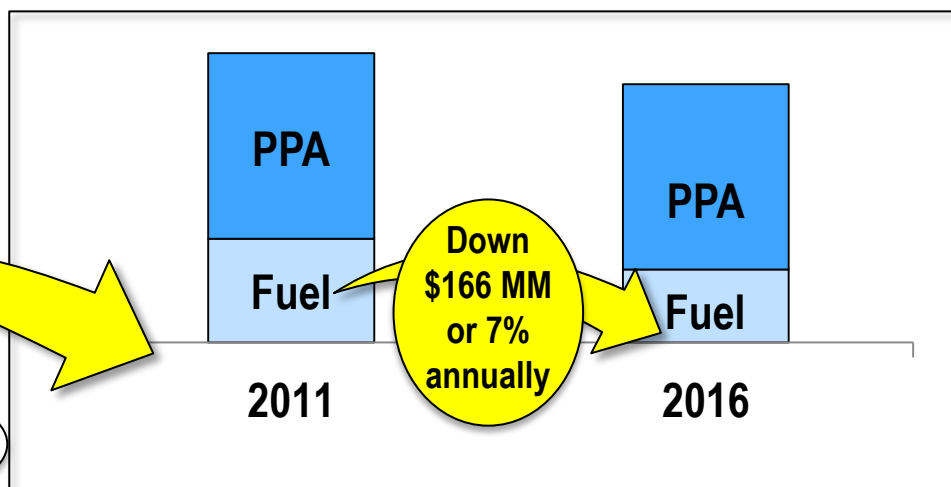 PPA
PPA
Down
$166 MM
or 7%
annually
Fuel
Fuel
2011
2016